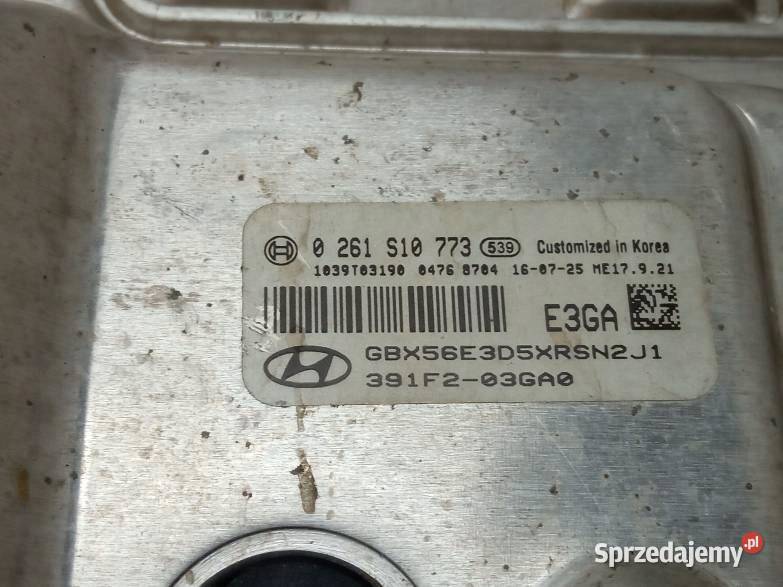 0 261 S10 773 539 Customized in Korea
1039T03190 0476 8704 16-07-25 ME17.9.21
E3GA
GBX56E3D5XRSN2J1
391F2-03GA0
Sprzedajemy.pl